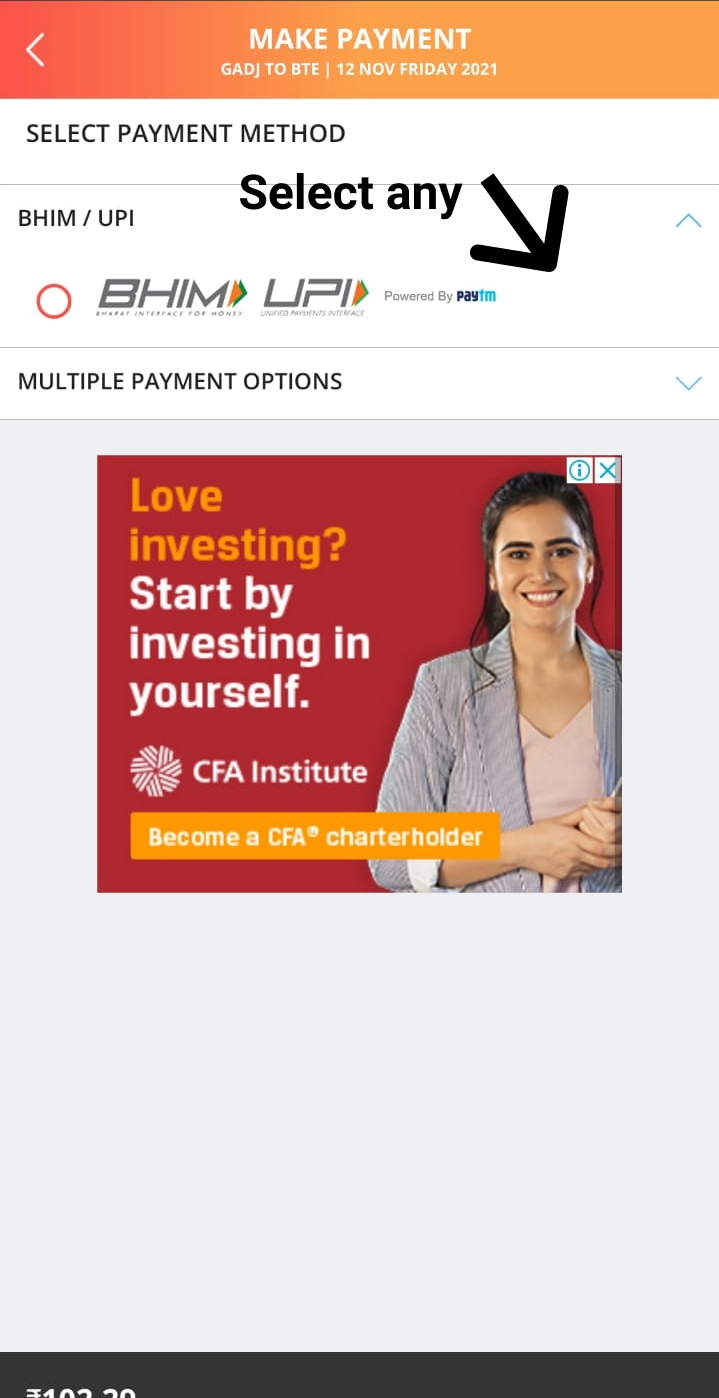 MAKE PAYMENT
GADJ TO BTE | 12 NOV FRIDAY 2021
SELECT PAYMENT METHOD
Select any
BHIM / UPI
BHIM UPI Powered By Paytm
BHARAT INTERFACE FOR MONEY UNIFIED PAYMENTS INTERFACE
MULTIPLE PAYMENT OPTIONS
Love
investing?
Start by
investing in
yourself.
CFA Institute
Become a CFA® charterholder
₹102.29